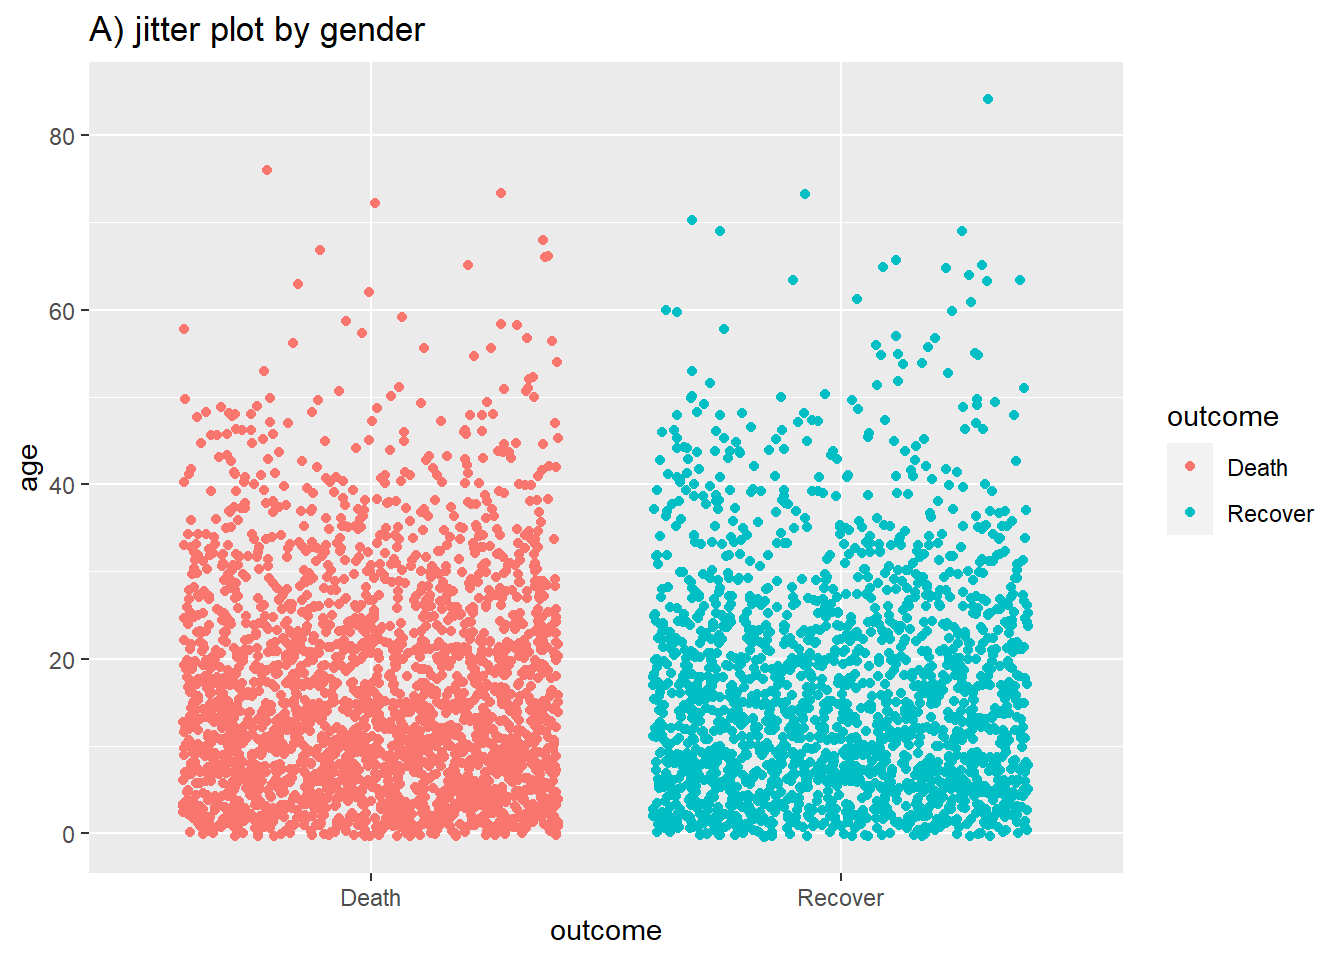 A) jitter plot by gender
age
80
60
40
20
0
Death
Recover
outcome
outcome
Death
Recover